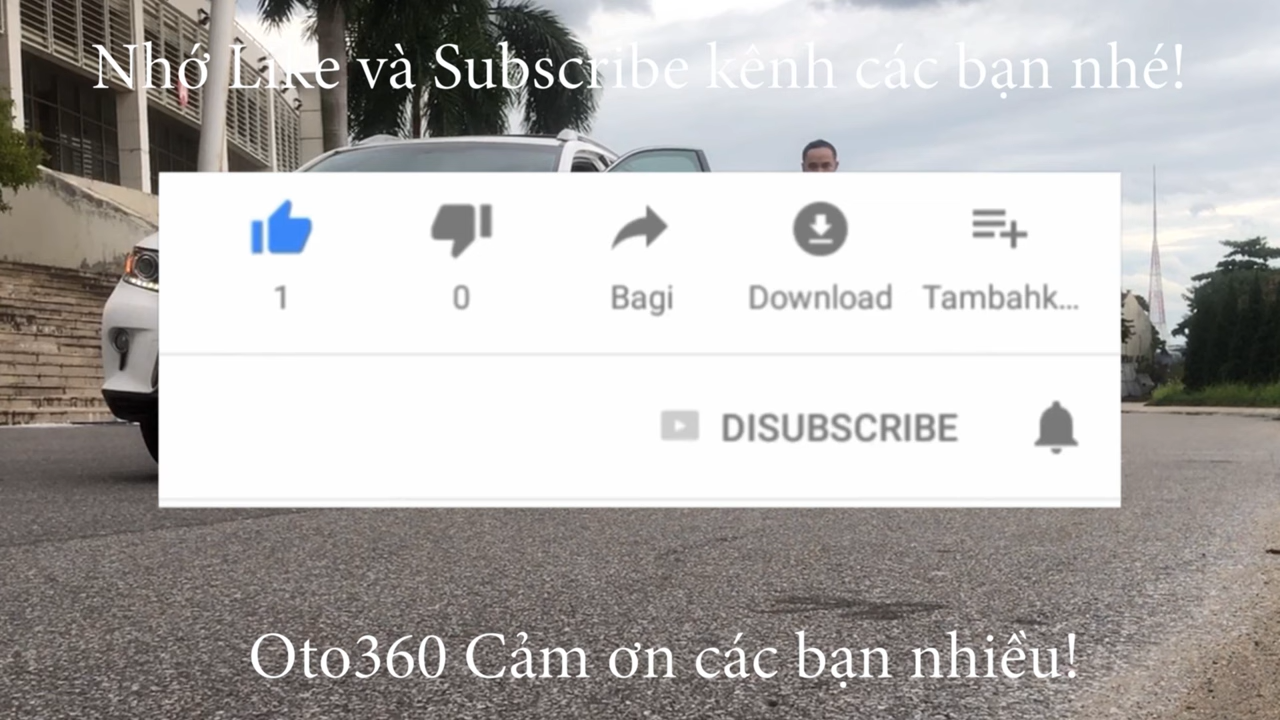 Nhớ Like và Subscribe kênh các bạn nhé!
1 0 Bagi Download Tambahk...
DISUBSCRIBE
Oto360 Cảm ơn các bạn nhiều!